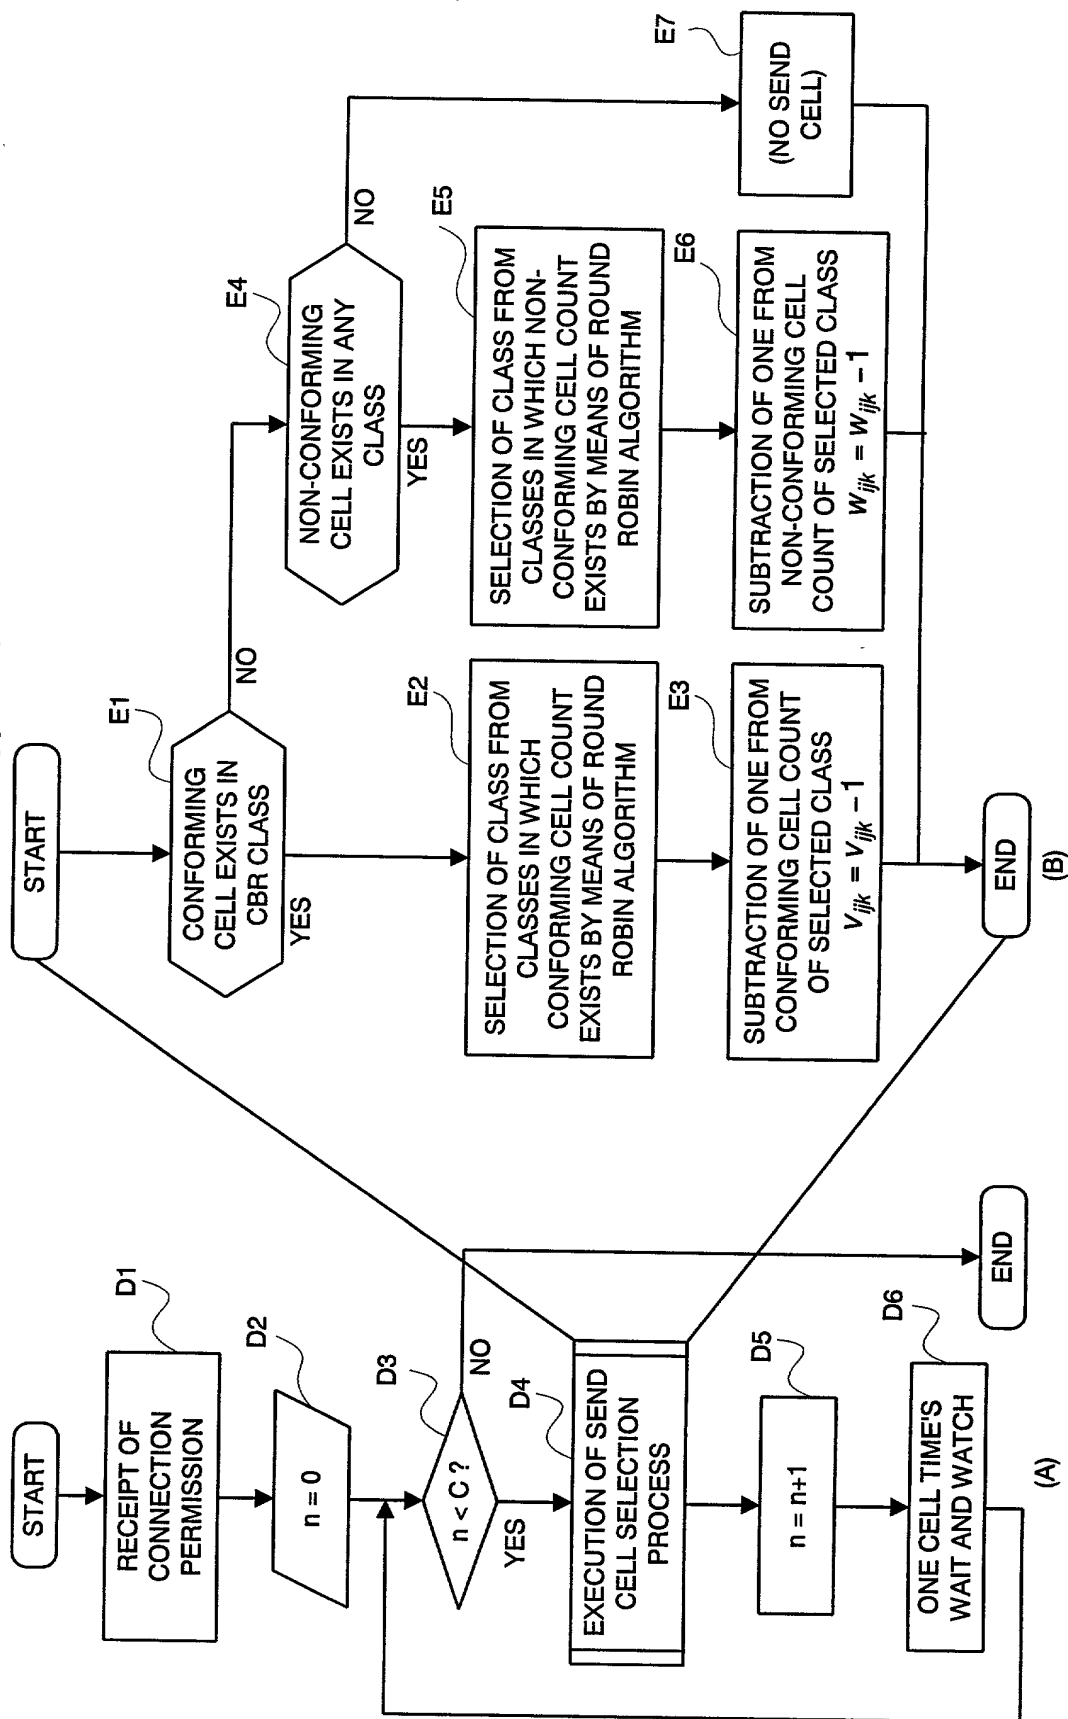 START
D1
RECEIPT OF
CONNECTION
PERMISSION
D2
n = 0
D3
n < C ?
NO
YES
D4
EXECUTION OF SEND
CELL SELECTION
PROCESS
D5
n = n+1
D6
ONE CELL TIME'S
WAIT AND WATCH
END
(A)
START
E1
CONFORMING
CELL EXISTS IN
CBR CLASS
NO
YES
E2
SELECTION OF CLASS FROM
CLASSES IN WHICH
CONFORMING CELL COUNT
EXISTS BY MEANS OF ROUND
ROBIN ALGORITHM
E3
SUBTRACTION OF ONE FROM
CONFORMING CELL COUNT
OF SELECTED CLASS
Vijk = Vijk – 1
E4
NON-CONFORMING
CELL EXISTS IN ANY
CLASS
NO
YES
E5
SELECTION OF CLASS FROM
CLASSES IN WHICH NON-
CONFORMING CELL COUNT
EXISTS BY MEANS OF ROUND
ROBIN ALGORITHM
E6
SUBTRACTION OF ONE FROM
NON-CONFORMING CELL
COUNT OF SELECTED CLASS
Wijk = Wijk – 1
E7
(NO SEND
CELL)
END
(B)